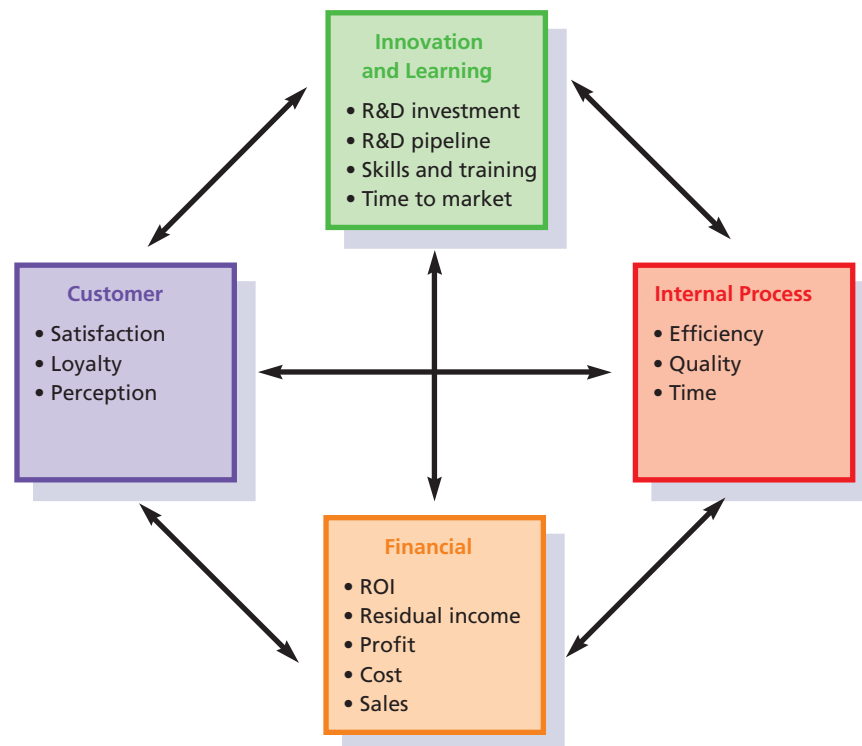 Innovation
and Learning
• R&D investment
• R&D pipeline
• Skills and training
• Time to market
Customer
• Satisfaction
• Loyalty
• Perception
Internal Process
• Efficiency
• Quality
• Time
Financial
• ROI
• Residual income
• Profit
• Cost
• Sales